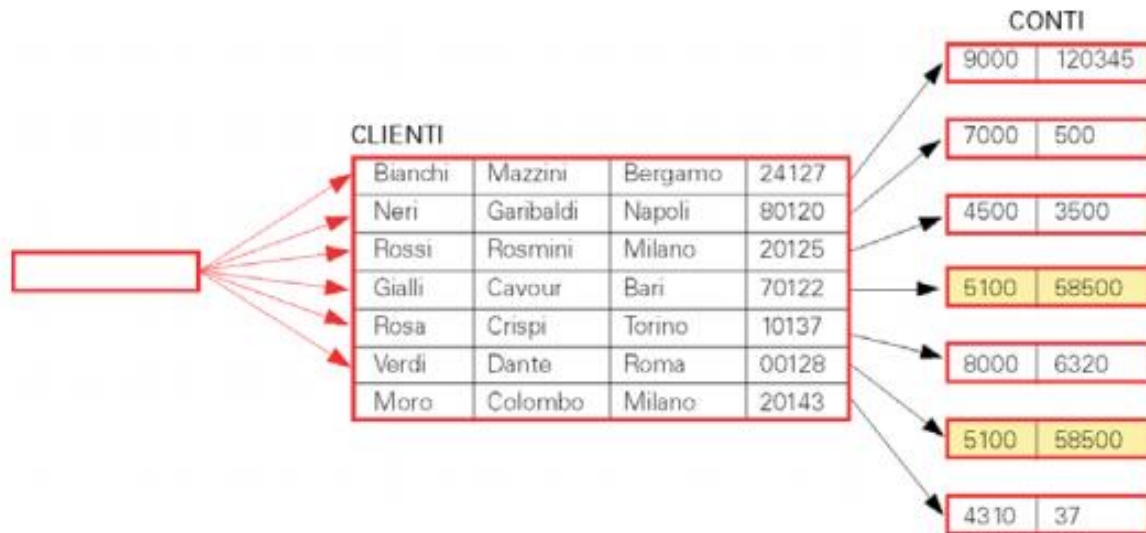 CONTI
9000 120345
CLIENTI
7000 500
Bianchi Mazzini Bergamo 24127
Neri Garibaldi Napoli 80120
Rossi Rosmini Milano 20125
Gialli Cavour Bari 70122
Rosa Crispi Torino 10137
Verdi Dante Roma 00128
Moro Colombo Milano 20143
4500 3500
5100 58500
8000 6320
5100 58500
4310 37